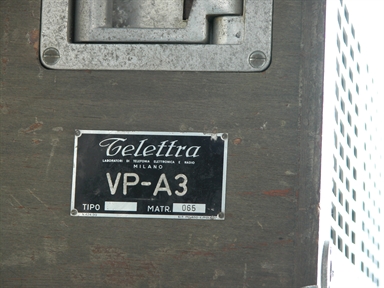 Telettra
LABORATORI DI TELEFONIA ELETTRONICA E RADIO
MILANO
VP-A3
TIPO MATR. 065